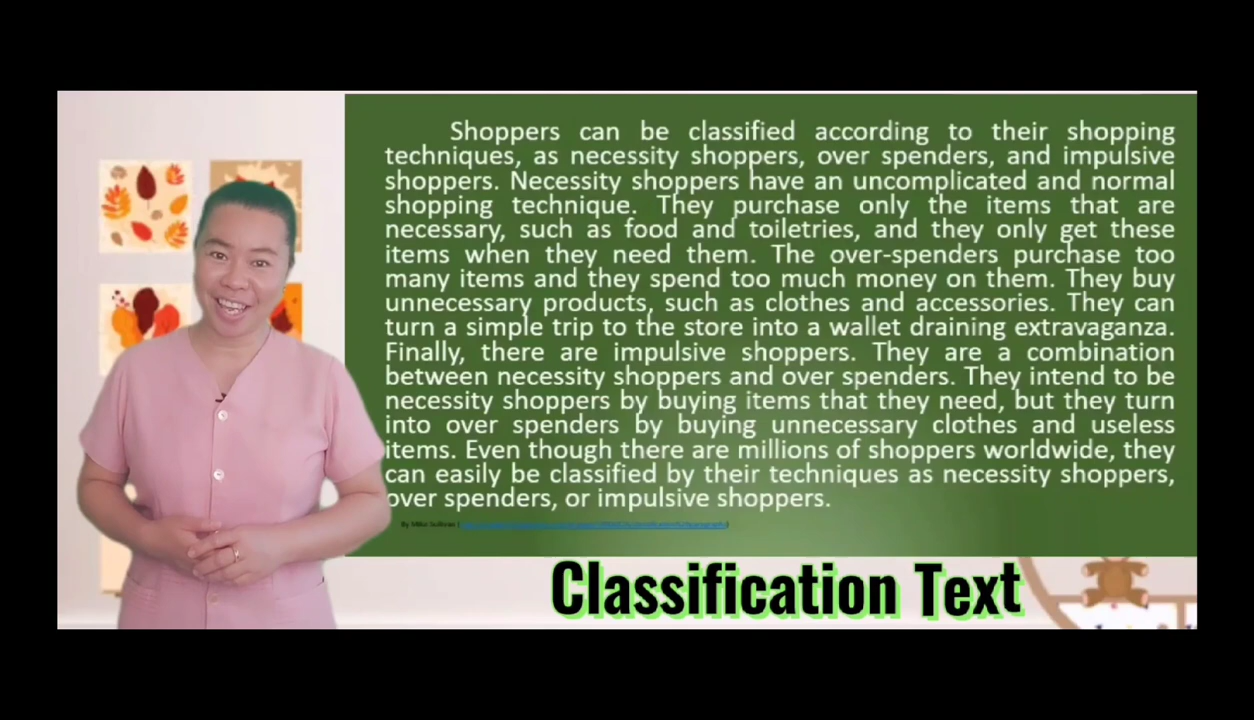 Shoppers can be classified according to their shopping
techniques, as necessity shoppers, over spenders, and impulsive
shoppers. Necessity shoppers have an uncomplicated and normal
shopping technique. They purchase only the items that are
necessary, such as food and toiletries, and they only get these
items when they need them. The over-spenders purchase too
many items and they spend too much money on them. They buy
unnecessary products, such as clothes and accessories. They can
turn a simple trip to the store into a wallet draining extravaganza.
Finally, there are impulsive shoppers. They are a combination
between necessity shoppers and over spenders. They intend to be
necessity shoppers by buying items that they need, but they turn
into over spenders by buying unnecessary clothes and useless
items. Even though there are millions of shoppers worldwide, they
can easily be classified by their techniques as necessity shoppers,
over spenders, or impulsive shoppers.
By Mike Sullivan
Classification Text